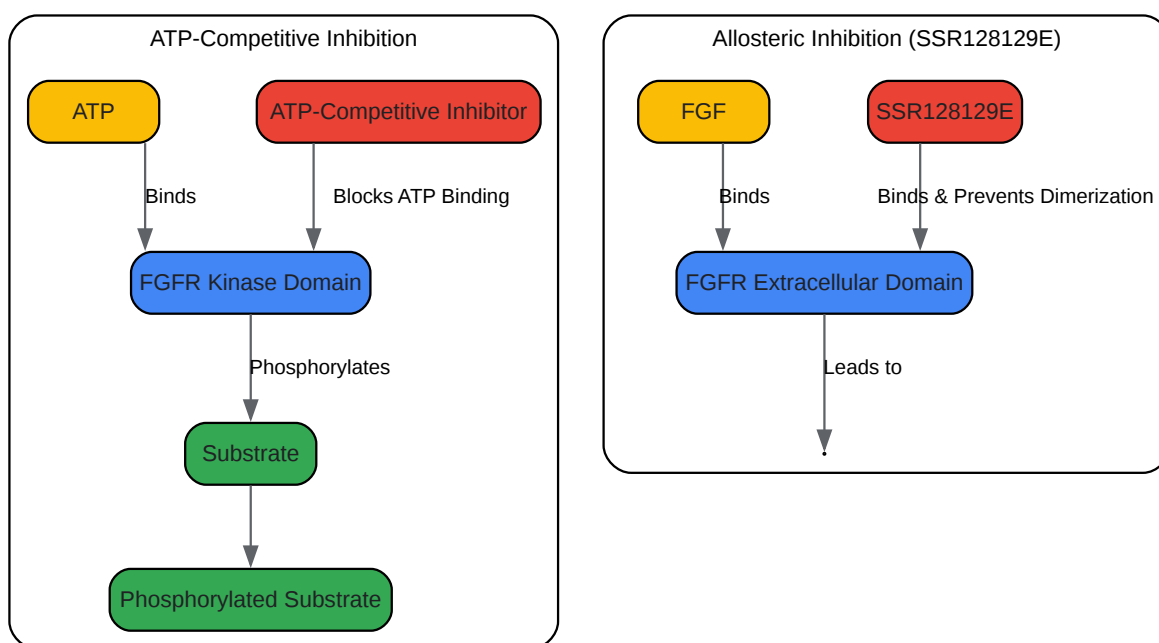 ATP-Competitive Inhibition
ATP
ATP-Competitive Inhibitor
Binds
Blocks ATP Binding
FGFR Kinase Domain
Phosphorylates
Substrate
Phosphorylated Substrate
Allosteric Inhibition (SSR128129E)
FGF
SSR128129E
Binds
Binds & Prevents Dimerization
FGFR Extracellular Domain
Leads to